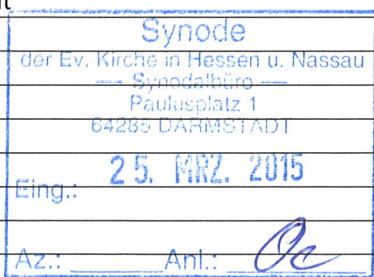 Synode
der Ev. Kirche in Hessen u. Nassau
— Synodalbüro —
Paulusplatz 1
64285 DARMSTADT
Eing.: 25. MRZ. 2015
Az.: Anl.: